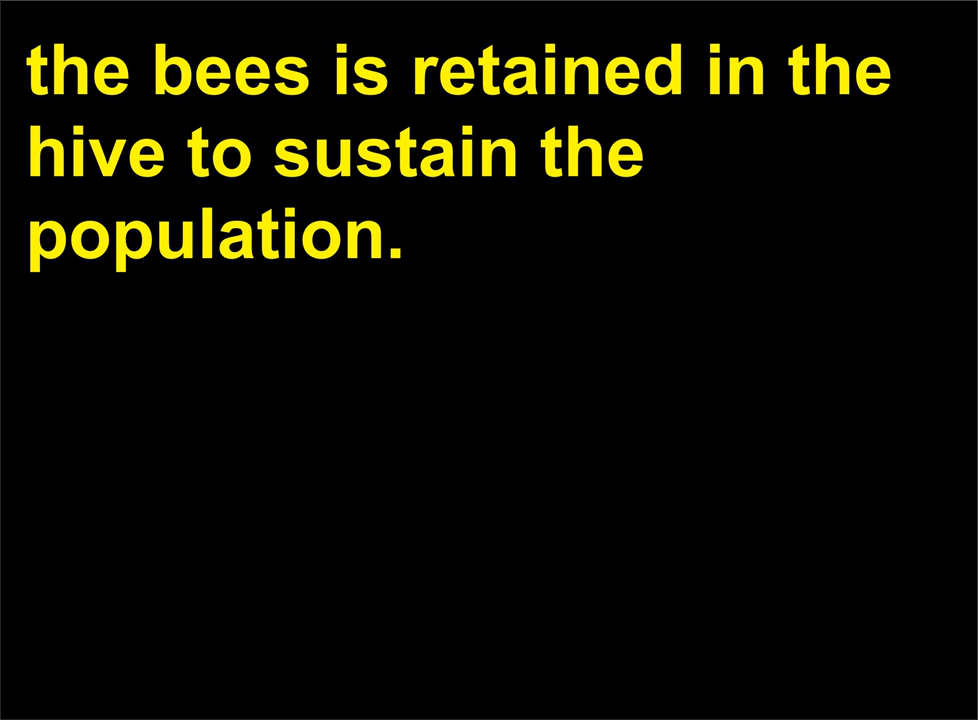 the bees is retained in the
hive to sustain the
population.